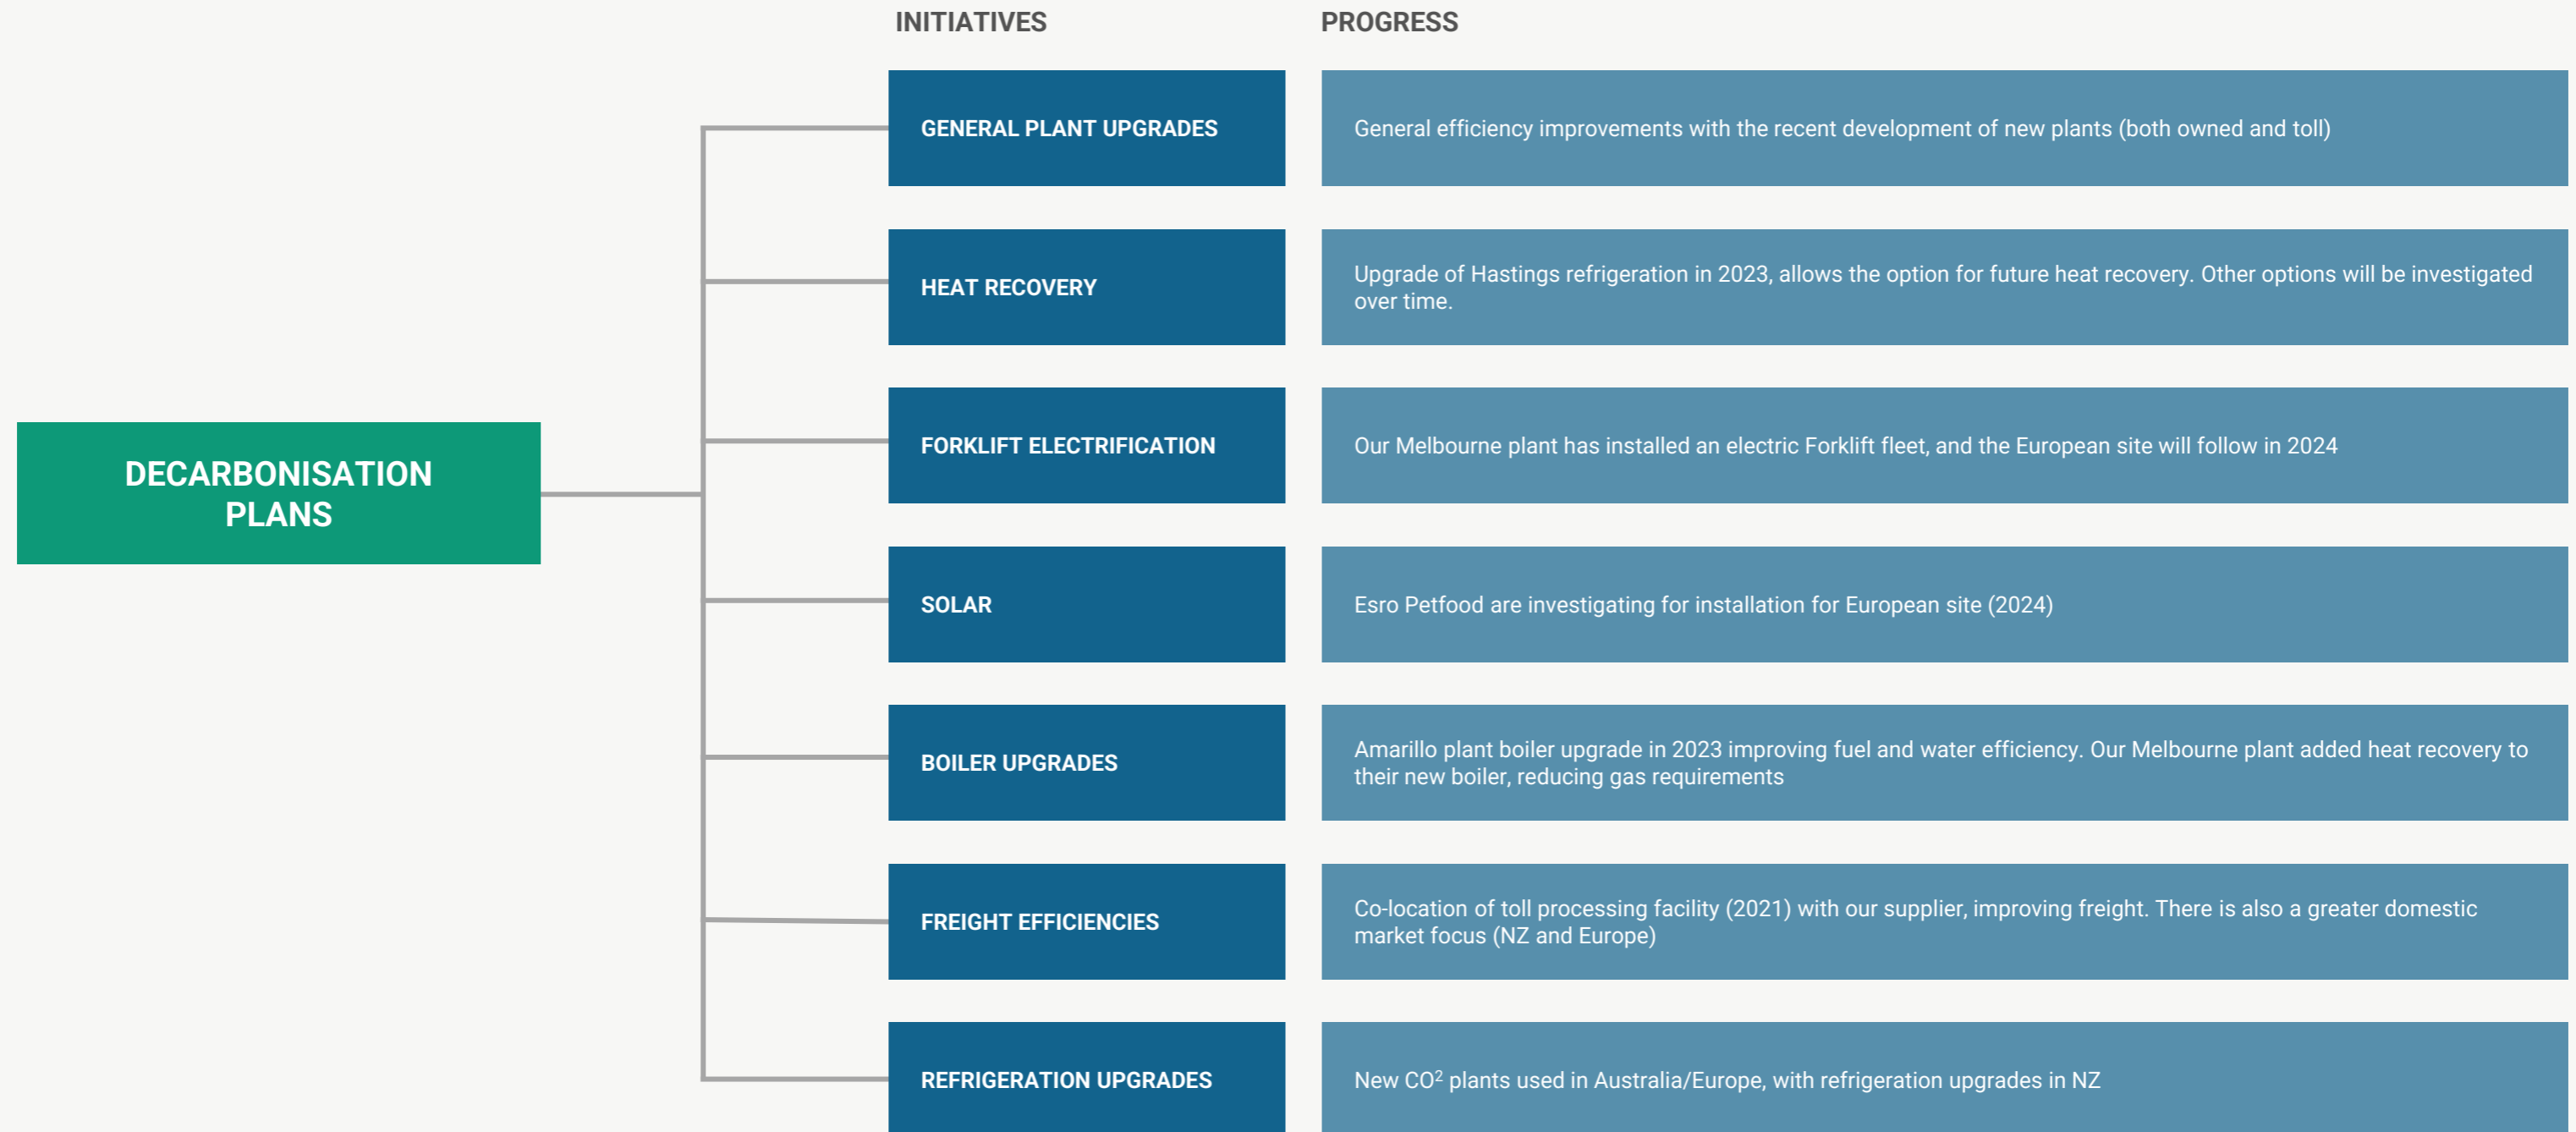 INITIATIVES
PROGRESS
GENERAL PLANT UPGRADES
General efficiency improvements with the recent development of new plants (both owned and toll)
HEAT RECOVERY
Upgrade of Hastings refrigeration in 2023, allows the option for future heat recovery. Other options will be investigated
over time.
FORKLIFT ELECTRIFICATION
Our Melbourne plant has installed an electric Forklift fleet, and the European site will follow in 2024
DECARBONISATION
PLANS
SOLAR
Esro Petfood are investigating for installation for European site (2024)
BOILER UPGRADES
Amarillo plant boiler upgrade in 2023 improving fuel and water efficiency. Our Melbourne plant added heat recovery to
their new boiler, reducing gas requirements
FREIGHT EFFICIENCIES
Co-location of toll processing facility (2021) with our supplier, improving freight. There is also a greater domestic
market focus (NZ and Europe)
REFRIGERATION UPGRADES
New CO² plants used in Australia/Europe, with refrigeration upgrades in NZ